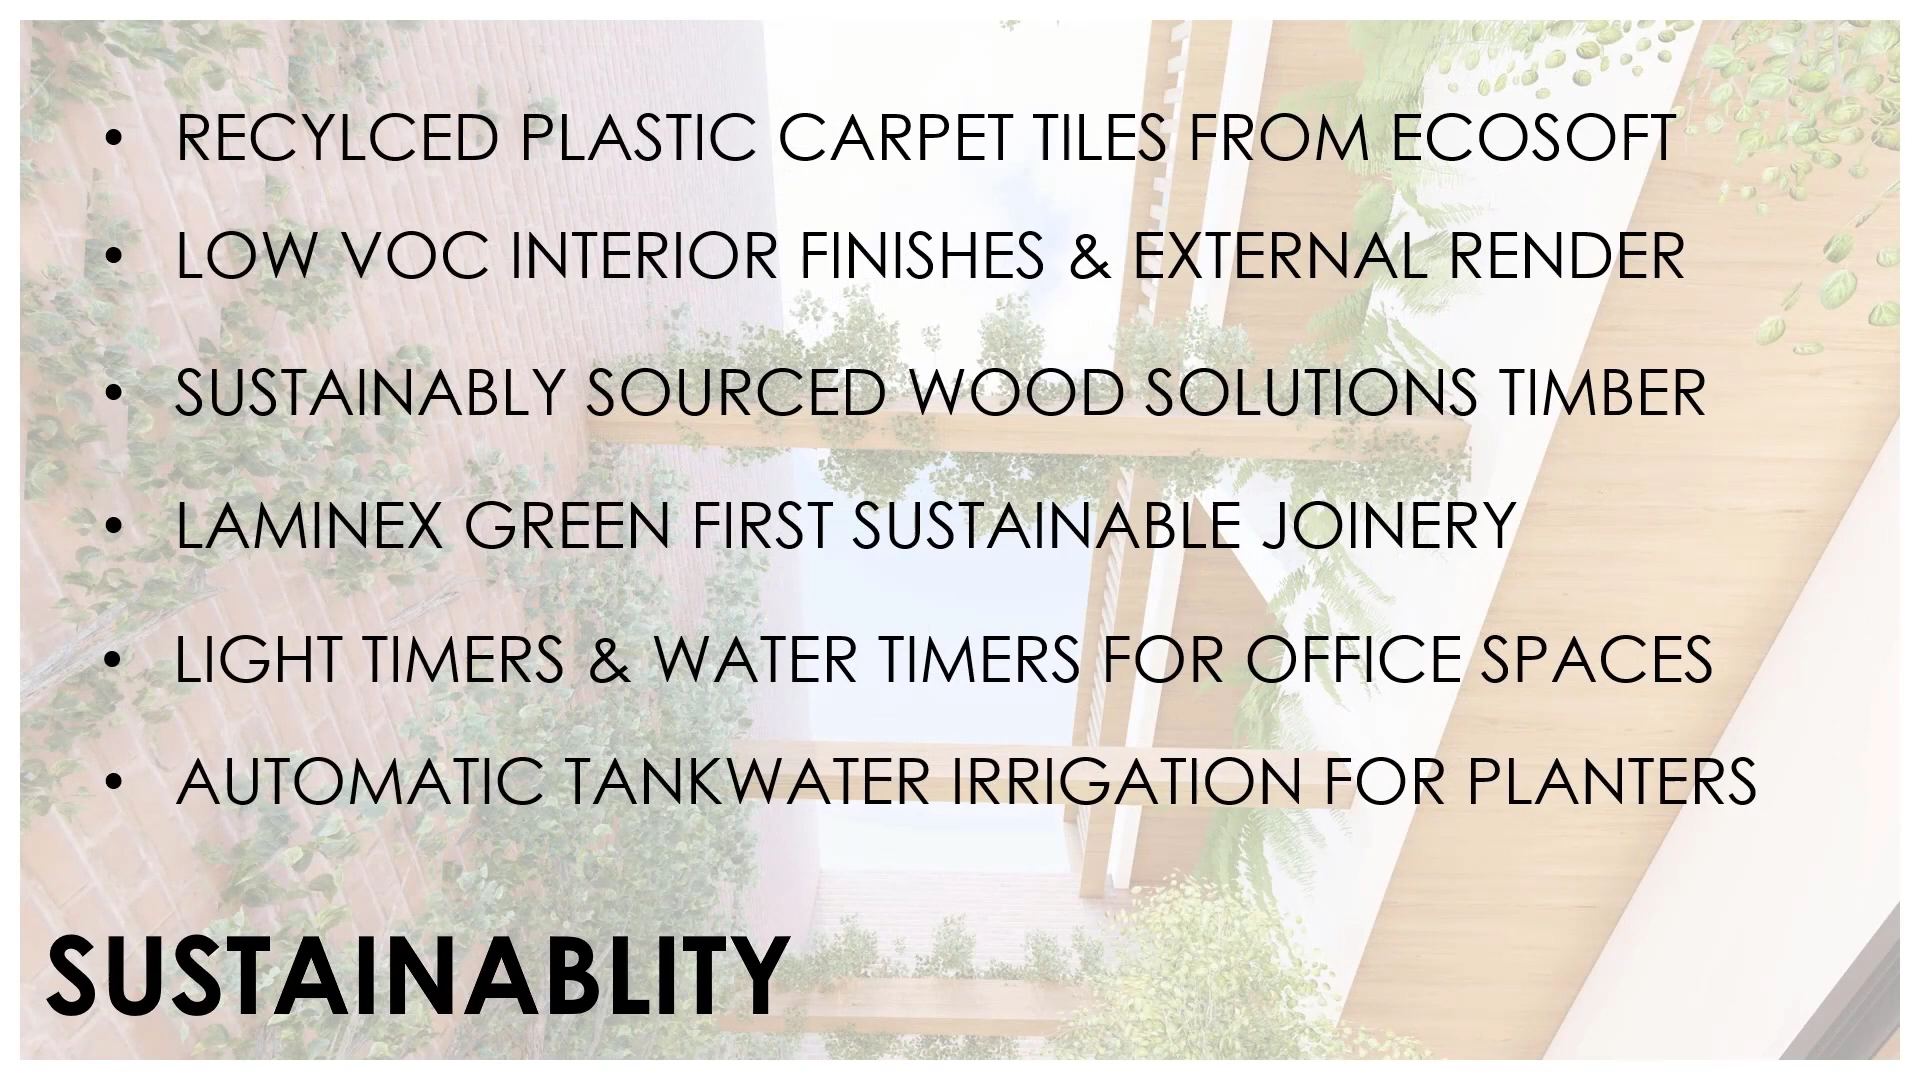 • RECYLCED PLASTIC CARPET TILES FROM ECOSOFT
• LOW VOC INTERIOR FINISHES & EXTERNAL RENDER
• SUSTAINABLY SOURCED WOOD SOLUTIONS TIMBER
• LAMINEX GREEN FIRST SUSTAINABLE JOINERY
• LIGHT TIMERS & WATER TIMERS FOR OFFICE SPACES
• AUTOMATIC TANKWATER IRRIGATION FOR PLANTERS
SUSTAINABLITY